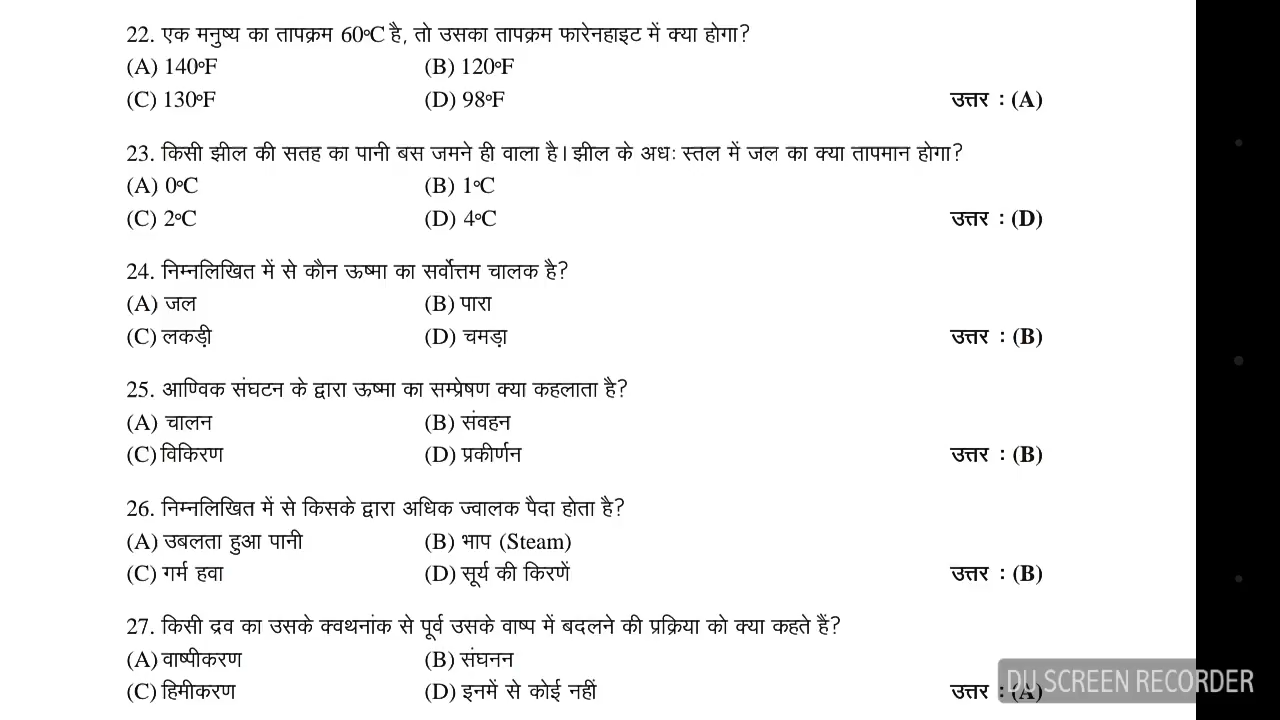 22. एक मनुष्य का तापक्रम 60°C है, तो उसका तापक्रम फारेनहाइट में क्या होगा?
(A) 140°F (B) 120°F
(C) 130°F (D) 98°F उत्तर : (A)
23. किसी झील की सतह का पानी बस जमने ही वाला है। झील के अधः स्तल में जल का क्या तापमान होगा?
(A) 0°C (B) 1°C
(C) 2°C (D) 4°C उत्तर : (D)
24. निम्नलिखित में से कौन ऊष्मा का सर्वोत्तम चालक है?
(A) जल (B) पारा
(C) लकड़ी (D) चमड़ा उत्तर : (B)
25. आण्विक संघटन के द्वारा ऊष्मा का सम्प्रेषण क्या कहलाता है?
(A) चालन (B) संवहन
(C) विकिरण (D) प्रकीर्णन उत्तर : (B)
26. निम्नलिखित में से किसके द्वारा अधिक ज्वालक पैदा होता है?
(A) उबलता हुआ पानी (B) भाप (Steam)
(C) गर्म हवा (D) सूर्य की किरणें उत्तर : (B)
27. किसी द्रव का उसके क्वथनांक से पूर्व उसके वाष्प में बदलने की प्रक्रिया को क्या कहते हैं?
(A) वाष्पीकरण (B) संघनन
(C) हिमीकरण (D) इनमें से कोई नहीं उत्तर : (A)
DU SCREEN RECORDER